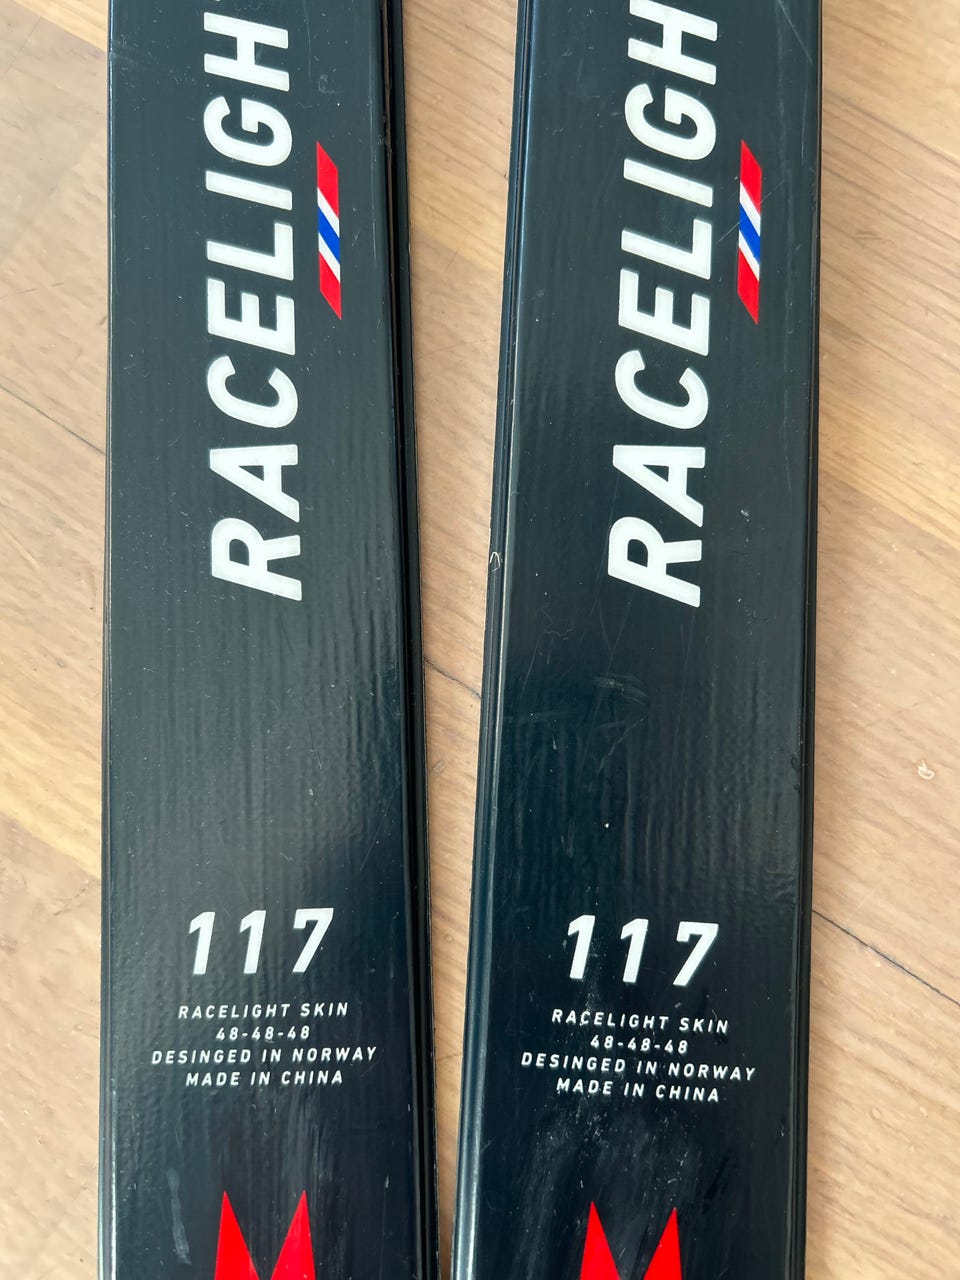 RACELIGH
117
RACELIGHT SKIN
48-48-48
DESINGED IN NORWAY
MADE IN CHINA
RACELIGH
117
RACELIGHT SKIN
48-48-48
DESINGED IN NORWAY
MADE IN CHINA